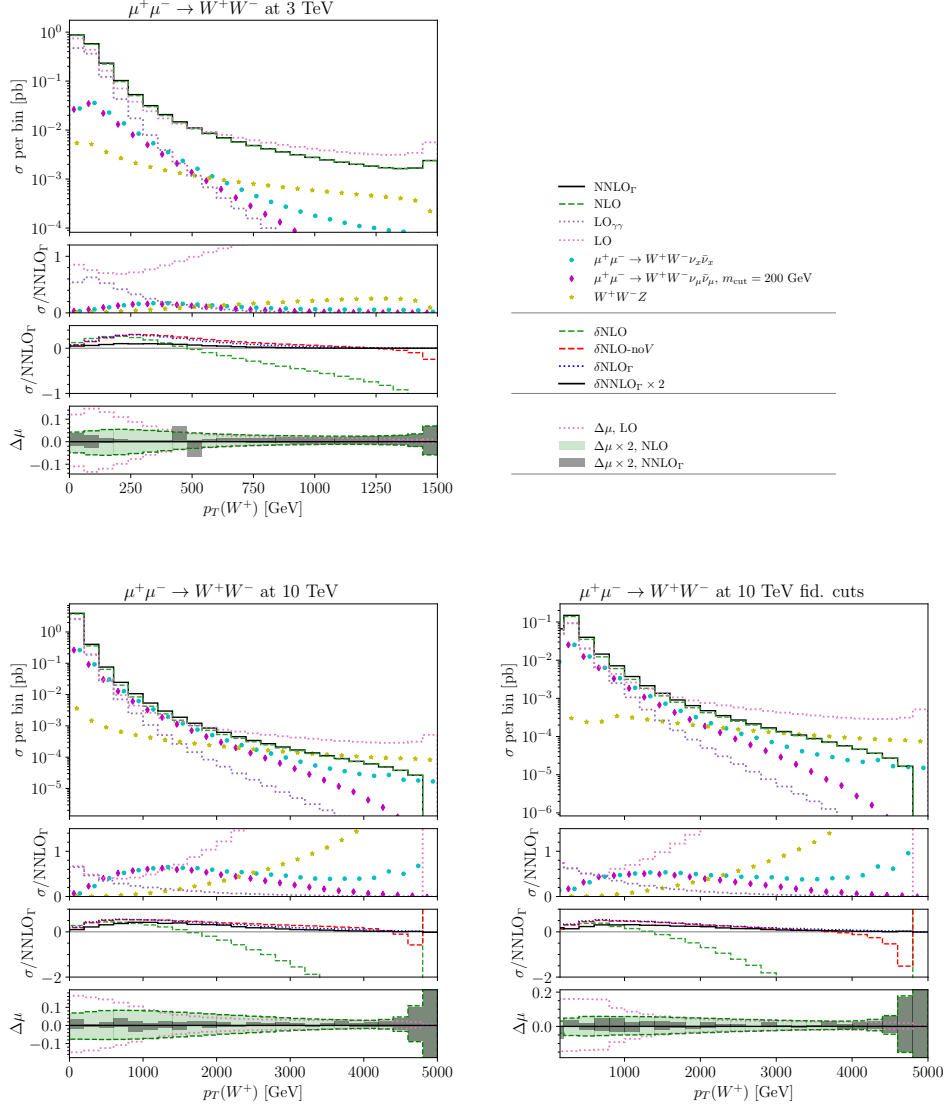 μ⁺μ⁻ → W⁺W⁻ at 3 TeV
σ per bin [pb]
10⁰
10⁻¹
10⁻²
10⁻³
10⁻⁴
σ/NNLO_Γ
1
0
σ/NNLO_Γ
0
−1
Δμ
0.1
0.0
−0.1
0 250 500 750 1000 1250 1500
p_T(W⁺) [GeV]
NNLO_Γ
NLO
LO_γγ
LO
μ⁺μ⁻ → W⁺W⁻ν_xν̄_x
μ⁺μ⁻ → W⁺W⁻ν_μν̄_μ, m_cut = 200 GeV
W⁺W⁻Z
δNLO
δNLO-noV
δNLO_Γ
δNNLO_Γ × 2
Δμ, LO
Δμ × 2, NLO
Δμ × 2, NNLO_Γ
μ⁺μ⁻ → W⁺W⁻ at 10 TeV
σ per bin [pb]
10⁰
10⁻¹
10⁻²
10⁻³
10⁻⁴
10⁻⁵
σ/NNLO_Γ
1
0
σ/NNLO_Γ
0
−2
Δμ
0.1
0.0
−0.1
0 1000 2000 3000 4000 5000
p_T(W⁺) [GeV]
μ⁺μ⁻ → W⁺W⁻ at 10 TeV fid. cuts
σ per bin [pb]
10⁻¹
10⁻²
10⁻³
10⁻⁴
10⁻⁵
10⁻⁶
σ/NNLO_Γ
1
0
σ/NNLO_Γ
0
−2
Δμ
0.2
0.0
1000 2000 3000 4000 5000
p_T(W⁺) [GeV]